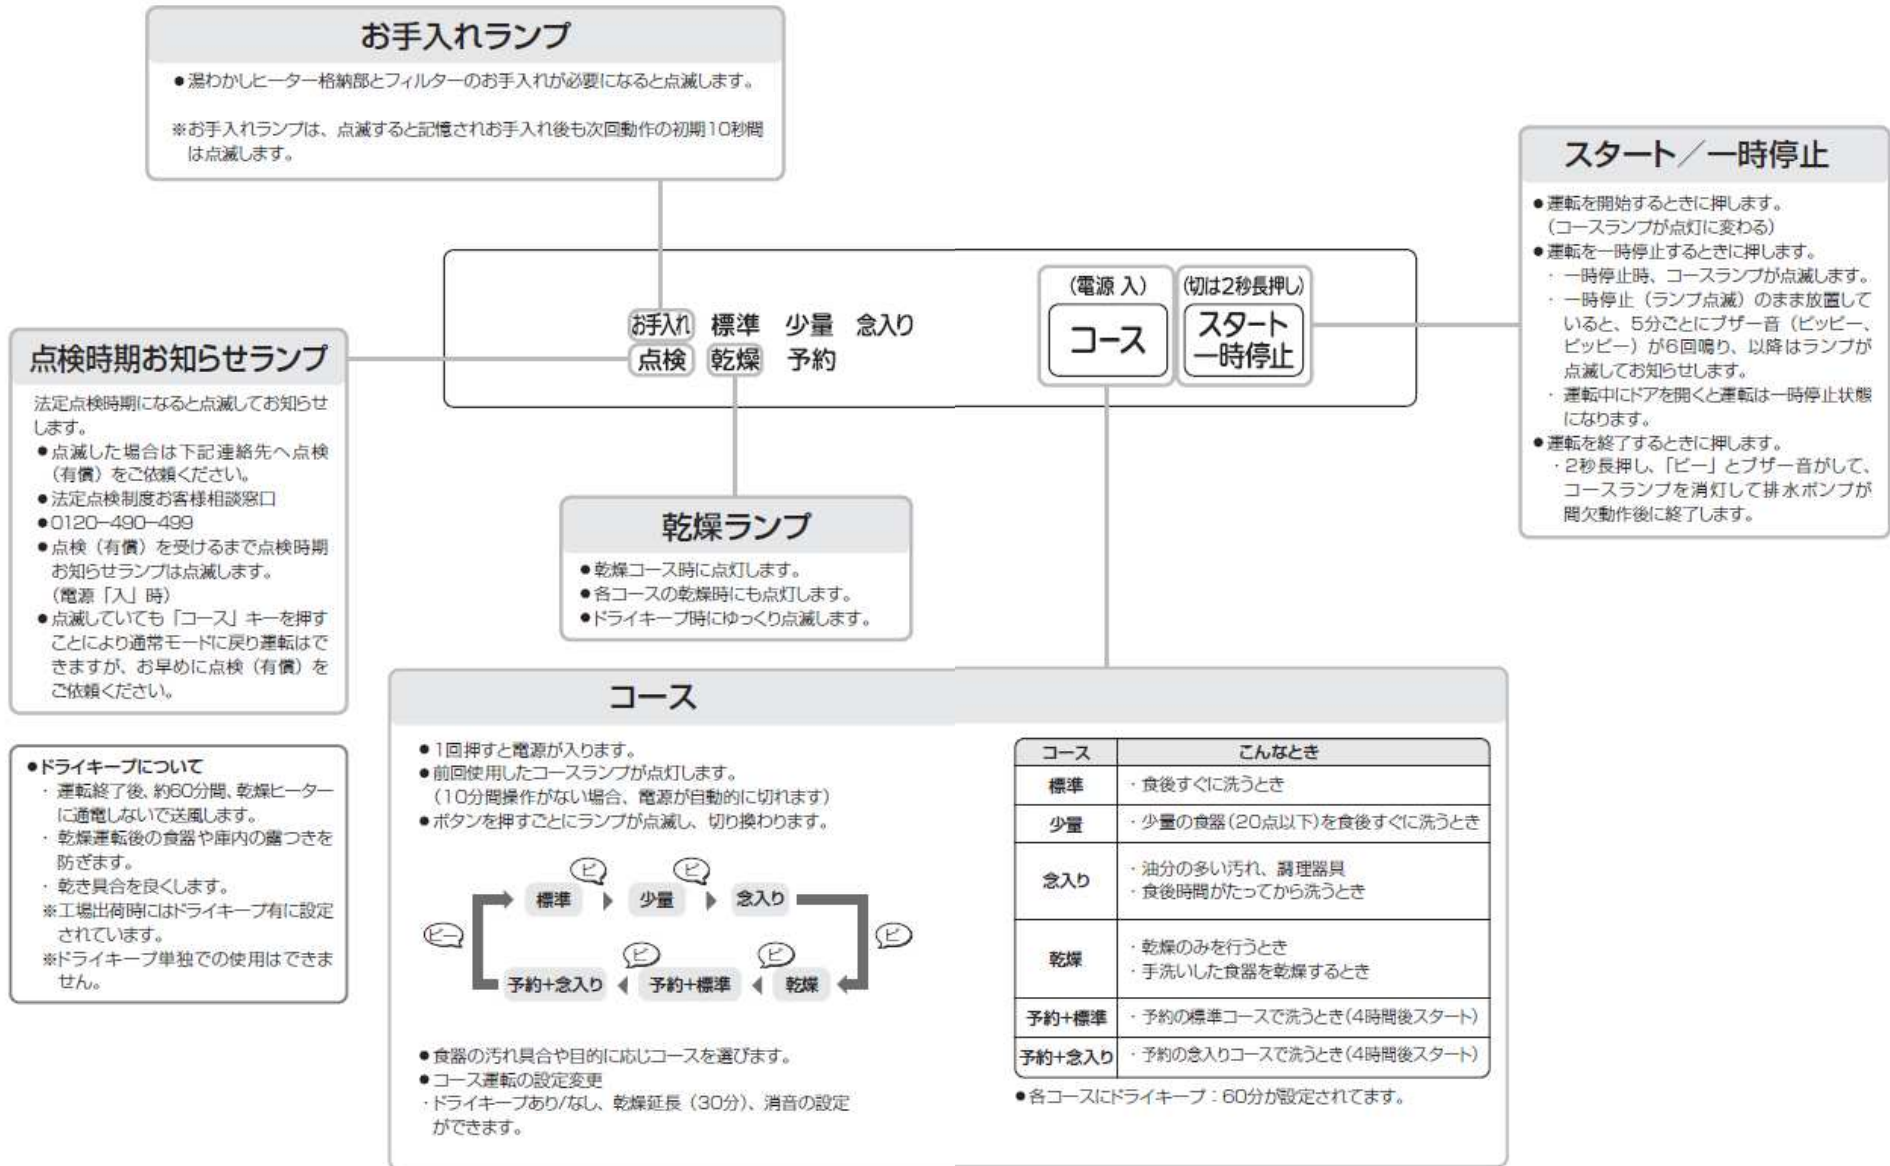 お手入れランプ
●湯わかしヒーター格納部とフィルターのお手入れが必要になると点滅します。
※お手入れランプは、点滅すると記憶されお手入れ後も次回動作の初期10秒間
は点滅します。
スタート/一時停止
●運転を開始するときに押します。
(コースランプが点灯に変わる)
●運転を一時停止するときに押します。
・一時停止時、コースランプが点滅します。
・一時停止(ランプ点滅)のまま放置して
いると、5分ごとにブザー音(ピッピー、
ピッピー)が6回鳴り、以降はランプが
点滅してお知らせします。
・運転中にドアを開くと運転は一時停止状態
になります。
●運転を終了するときに押します。
・2秒長押し、「ピー」とブザー音がして、
コースランプを消灯して排水ポンプが
間欠動作後に終了します。
お手入れ 標準 少量 念入り
点検 乾燥 予約
(電源 入) (切は2秒長押し)
コース
スタート
一時停止
点検時期お知らせランプ
法定点検時期になると点滅してお知らせ
します。
●点滅した場合は下記連絡先へ点検
(有償)をご依頼ください。
●法定点検制度お客様相談窓口
●0120-490-499
●点検(有償)を受けるまで点検時期
お知らせランプは点滅します。
(電源「入」時)
●点滅していても「コース」キーを押す
ことにより通常モードに戻り運転はで
きますが、お早めに点検(有償)を
ご依頼ください。
乾燥ランプ
●乾燥コース時に点灯します。
●各コースの乾燥時にも点灯します。
●ドライキープ時にゆっくり点滅します。
●ドライキープについて
・運転終了後、約60分間、乾燥ヒーター
に通電しないで送風します。
・乾燥運転後の食器や庫内の露つきを
防ぎます。
・乾き具合を良くします。
※工場出荷時にはドライキープ有に設定
されています。
※ドライキープ単独での使用はできま
せん。
コース
●1回押すと電源が入ります。
●前回使用したコースランプが点灯します。
(10分間操作がない場合、電源が自動的に切れます)
●ボタンを押すごとにランプが点滅し、切り換わります。
ピ ピ
標準 少量 念入り
ピー ピ
ピ ピ
予約+念入り 予約+標準 乾燥
●食器の汚れ具合や目的に応じコースを選びます。
●コース運転の設定変更
・ドライキープあり/なし、乾燥延長(30分)、消音の設定
ができます。
コース こんなとき
標準 ・食後すぐに洗うとき
少量 ・少量の食器(20点以下)を食後すぐに洗うとき
念入り ・油分の多い汚れ、調理器具
・食後時間がたってから洗うとき
乾燥 ・乾燥のみを行うとき
・手洗いした食器を乾燥するとき
予約+標準 ・予約の標準コースで洗うとき(4時間後スタート)
予約+念入り ・予約の念入りコースで洗うとき(4時間後スタート)
●各コースにドライキープ:60分が設定されてます。